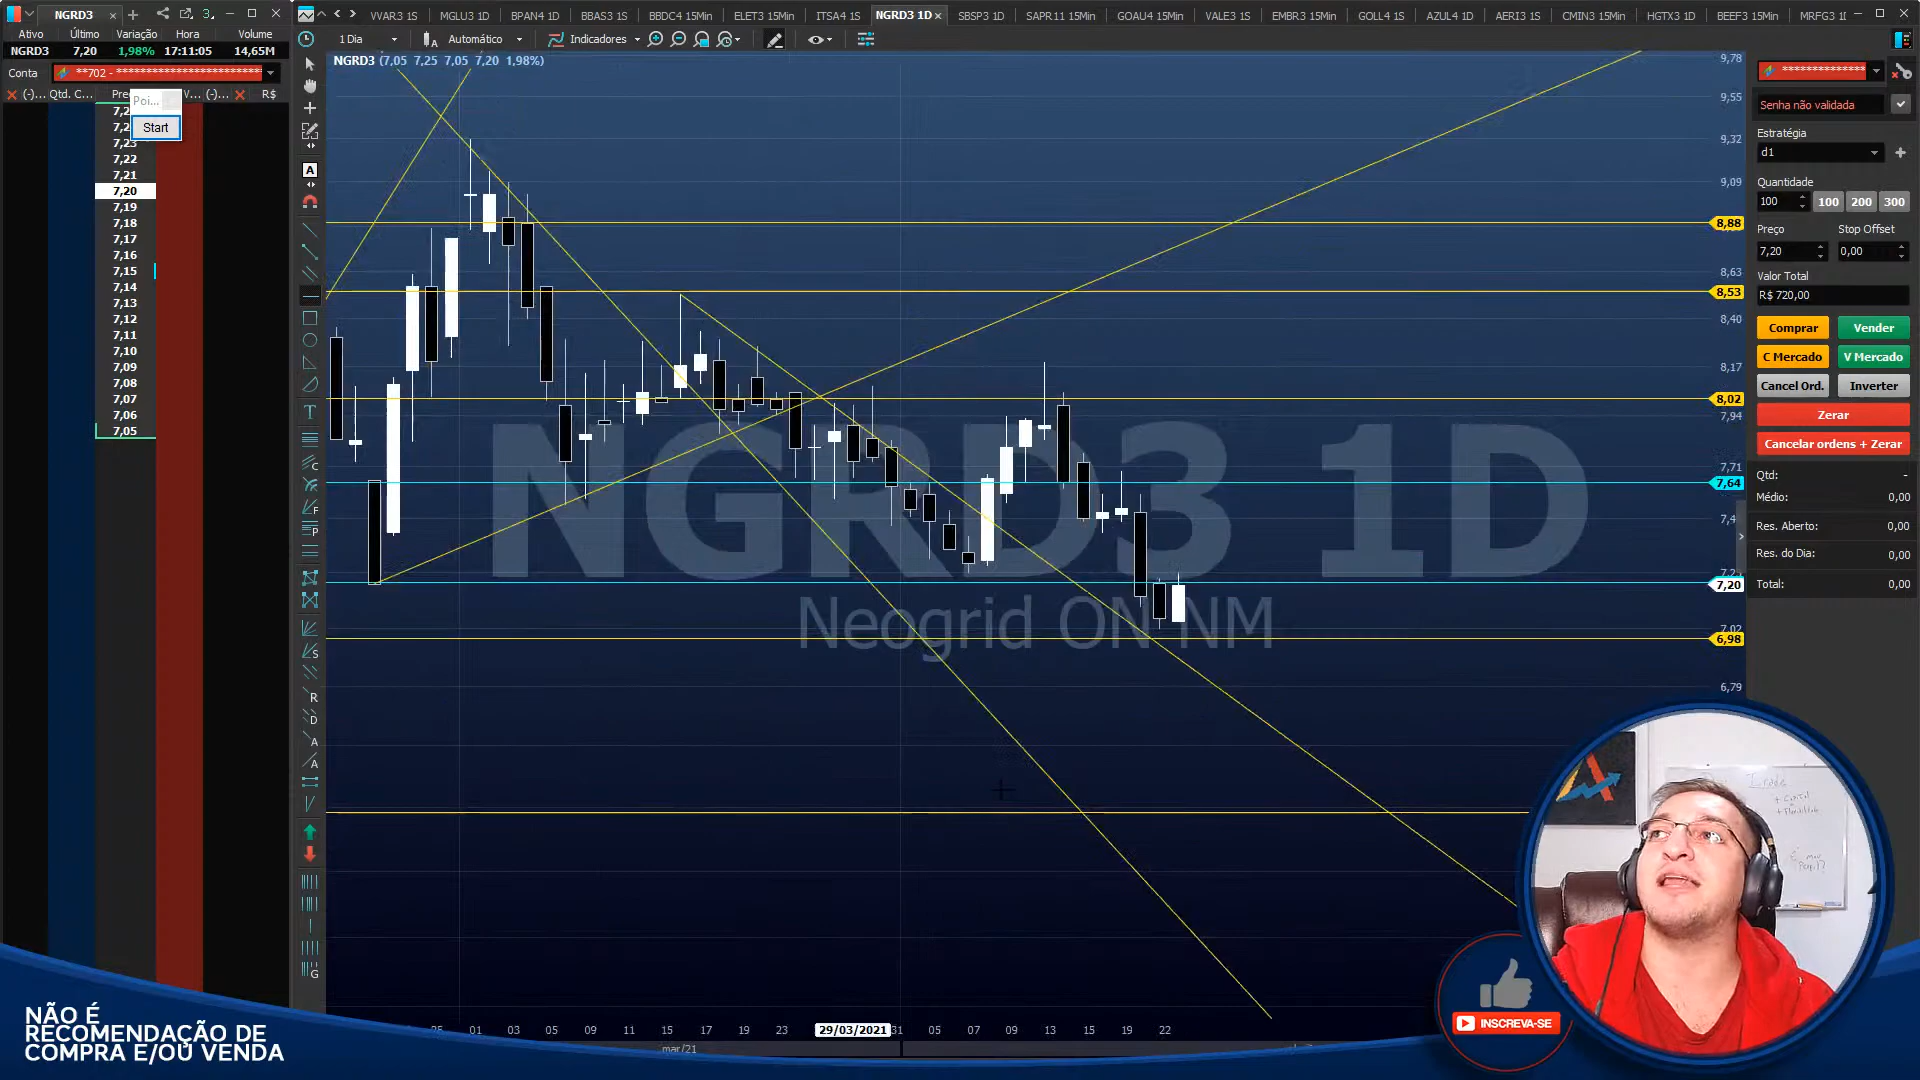 NGRD3
Ativo Último Variação Hora Volume
NGRD3 7,20 1,98% 17:11:05 14,65M
Conta **702 - **************************
(-)... Qtd. C... Pre V... (-)... R$
Poi...
Start
7,23
7,22
7,21
7,20
7,19
7,18
7,17
7,16
7,15
7,14
7,13
7,12
7,11
7,10
7,09
7,08
7,07
7,06
7,05
VVAR3 1S MGLU3 1D BPAN4 1D BBAS3 1S BBDC4 15Min ELET3 15Min ITSA4 1S NGRD3 1D SBSP3 1D SAPR11 15Min GOAU4 15Min VALE3 1S EMBR3 15Min GOLL4 1S AZUL4 1D AERI3 1S CMIN3 15Min HGTX3 1D BEEF3 15Min MRFG3 1D
1 Dia Automático Indicadores
NGRD3 (7,05 7,25 7,05 7,20 1,98%)
NGRD3 1D
Neogrid ON NM
9,78
9,55
9,32
9,09
8,88
8,63
8,53
8,40
8,17
8,02
7,94
7,71
7,64
7,20
7,02
6,98
6,79
25 01 03 05 09 11 15 17 19 23 29/03/2021 31 05 07 09 13 15 19 22
mar/21
***************
Senha não validada
Estratégia
d1
Quantidade
100 100 200 300
Preço Stop Offset
7,20 0,00
Valor Total
R$ 720,00
Comprar Vender
C Mercado V Mercado
Cancel Ord. Inverter
Zerar
Cancelar ordens + Zerar
Qtd: -
Médio: 0,00
Res. Aberto: 0,00
Res. do Dia: 0,00
Total: 0,00
NÃO É
RECOMENDAÇÃO DE
COMPRA E/OU VENDA
INSCREVA-SE